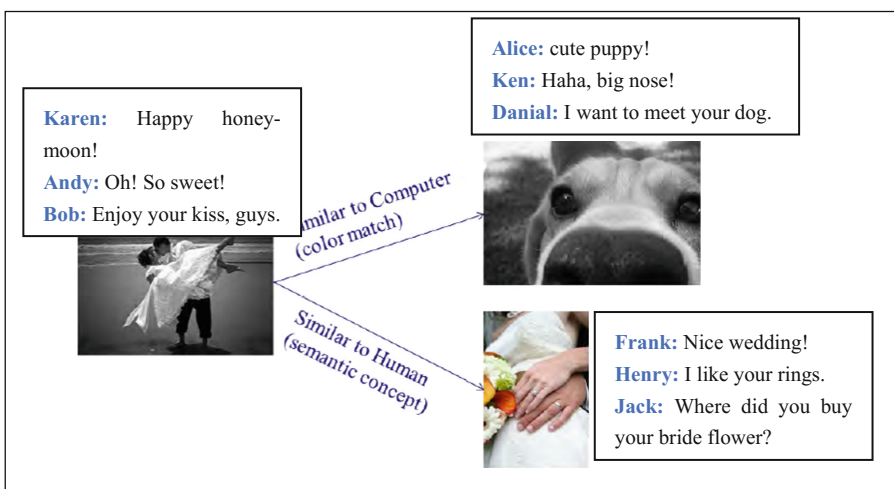 Alice: cute puppy!
Ken: Haha, big nose!
Danial: I want to meet your dog.
Karen: Happy honey-
moon!
Andy: Oh! So sweet!
Bob: Enjoy your kiss, guys.
imilar to Computer
(color match)
Similar to Human
(semantic concept)
Frank: Nice wedding!
Henry: I like your rings.
Jack: Where did you buy
your bride flower?